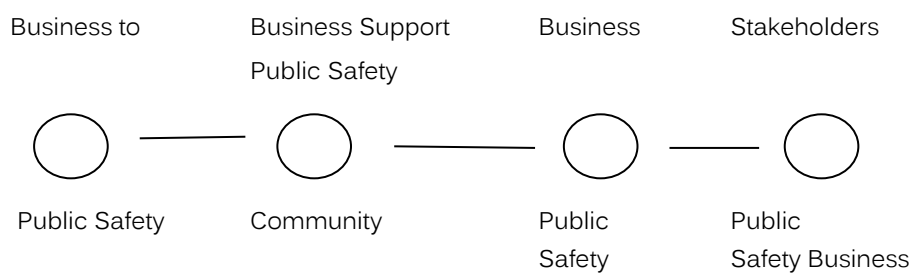 Business to
Business Support
Business
Stakeholders
Public Safety
Public Safety
Community
Public
Public
Safety
Safety Business